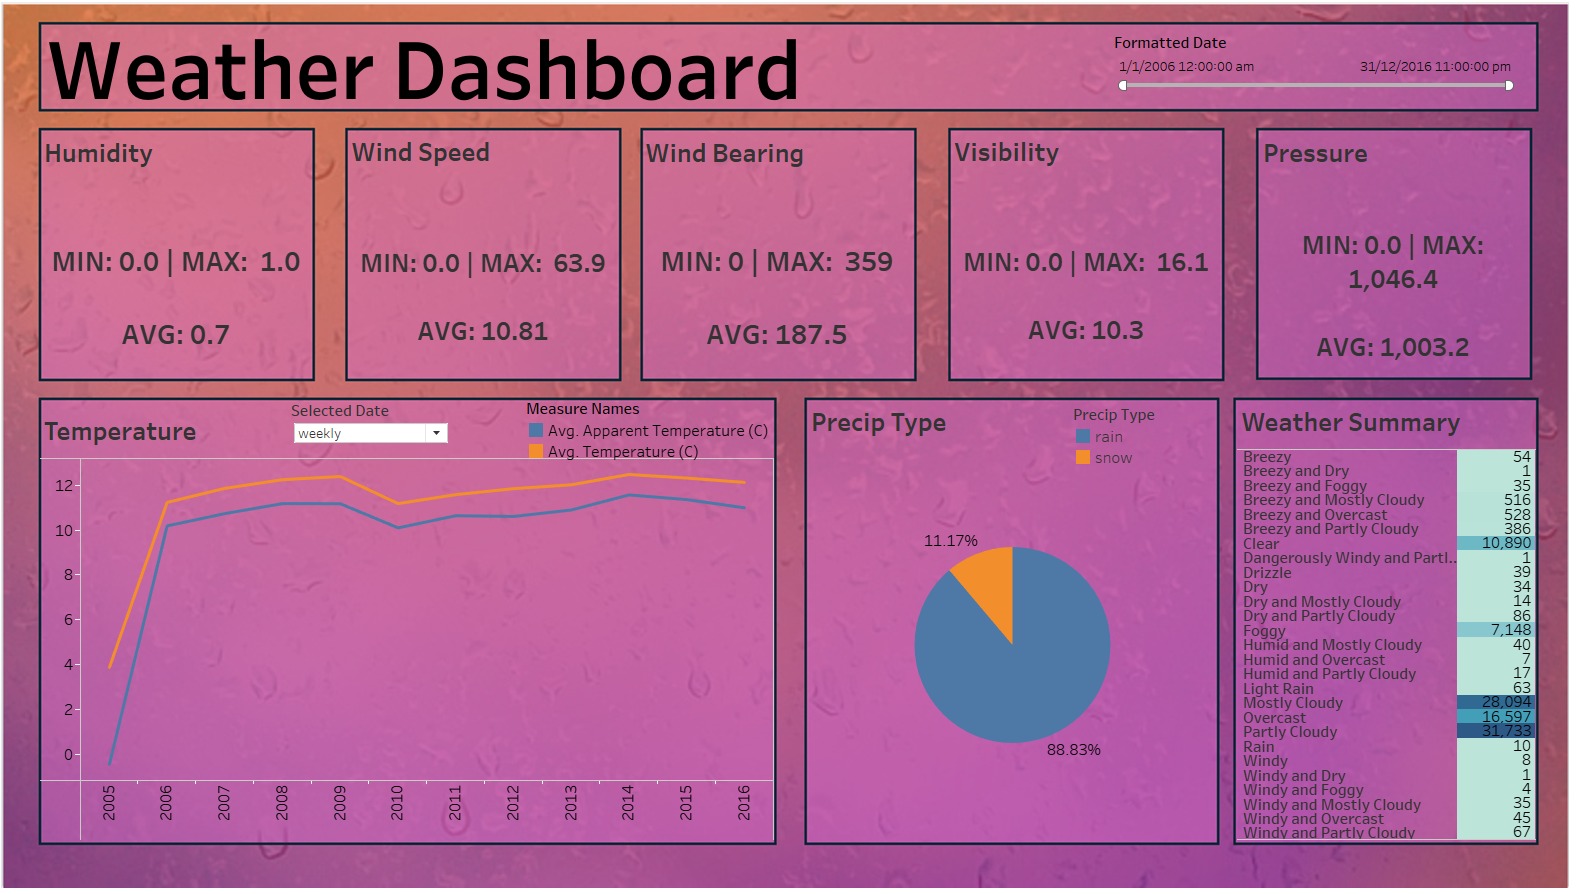 Weather Dashboard
Formatted Date
1/1/2006 12:00:00 am
31/12/2016 11:00:00 pm
Humidity
MIN: 0.0 | MAX: 1.0
AVG: 0.7
Wind Speed
MIN: 0.0 | MAX: 63.9
AVG: 10.81
Wind Bearing
MIN: 0 | MAX: 359
AVG: 187.5
Visibility
MIN: 0.0 | MAX: 16.1
AVG: 10.3
Pressure
MIN: 0.0 | MAX:
1,046.4
AVG: 1,003.2
Temperature
Selected Date
weekly
Measure Names
Avg. Apparent Temperature (C)
Avg. Temperature (C)
12
10
8
6
4
2
0
2005
2006
2007
2008
2009
2010
2011
2012
2013
2014
2015
2016
Precip Type
Precip Type
rain
snow
11.17%
88.83%
Weather Summary
Breezy 54
Breezy and Dry 1
Breezy and Foggy 35
Breezy and Mostly Cloudy 516
Breezy and Overcast 528
Breezy and Partly Cloudy 386
Clear 10,890
Dangerously Windy and Partl.. 1
Drizzle 39
Dry 34
Dry and Mostly Cloudy 14
Dry and Partly Cloudy 86
Foggy 7,148
Humid and Mostly Cloudy 40
Humid and Overcast 7
Humid and Partly Cloudy 17
Light Rain 63
Mostly Cloudy 28,094
Overcast 16,597
Partly Cloudy 31,733
Rain 10
Windy 8
Windy and Dry 1
Windy and Foggy 4
Windy and Mostly Cloudy 35
Windy and Overcast 45
Windy and Partly Cloudy 67